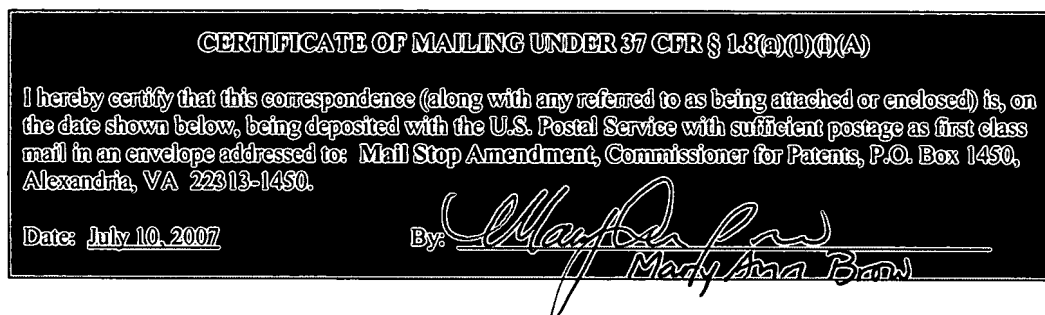 CERTIFICATE OF MAILING UNDER 37 CFR § 1.8(a)(1)(i)(A)
I hereby certify that this correspondence (along with any referred to as being attached or enclosed) is, on
the date shown below, being deposited with the U.S. Postal Service with sufficient postage as first class
mail in an envelope addressed to: Mail Stop Amendment, Commissioner for Patents, P.O. Box 1450,
Alexandria, VA 22313-1450.
Date: July 10, 2007 By:
Mary Ann